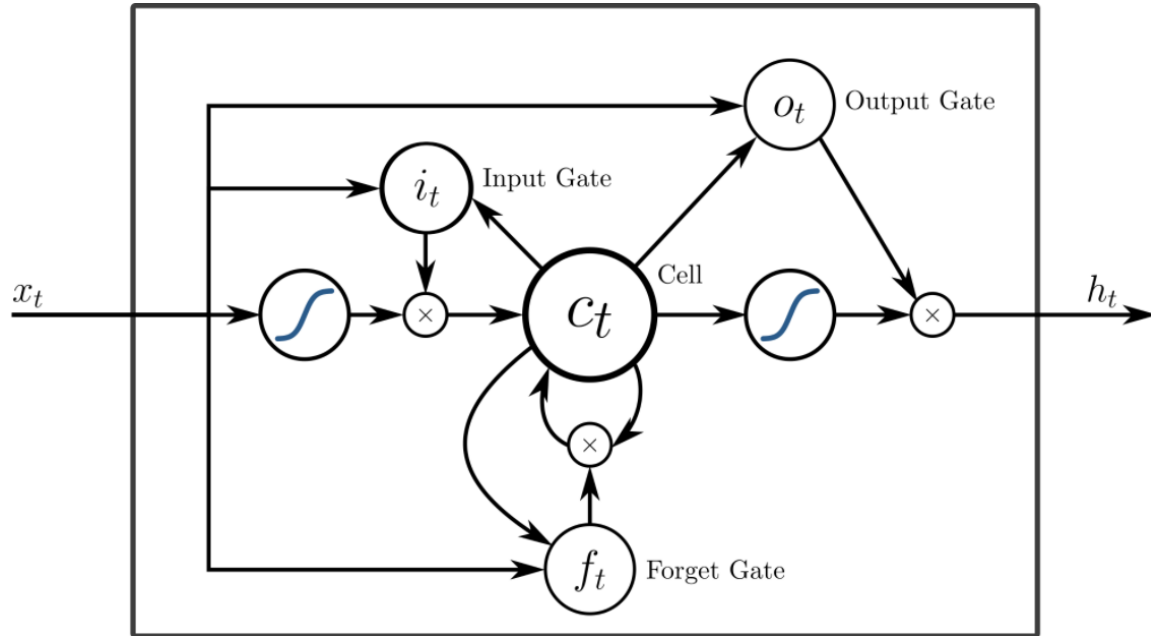 o_t Output Gate
i_t Input Gate
Cell
x_t
×
c_t
×
h_t
×
f_t Forget Gate